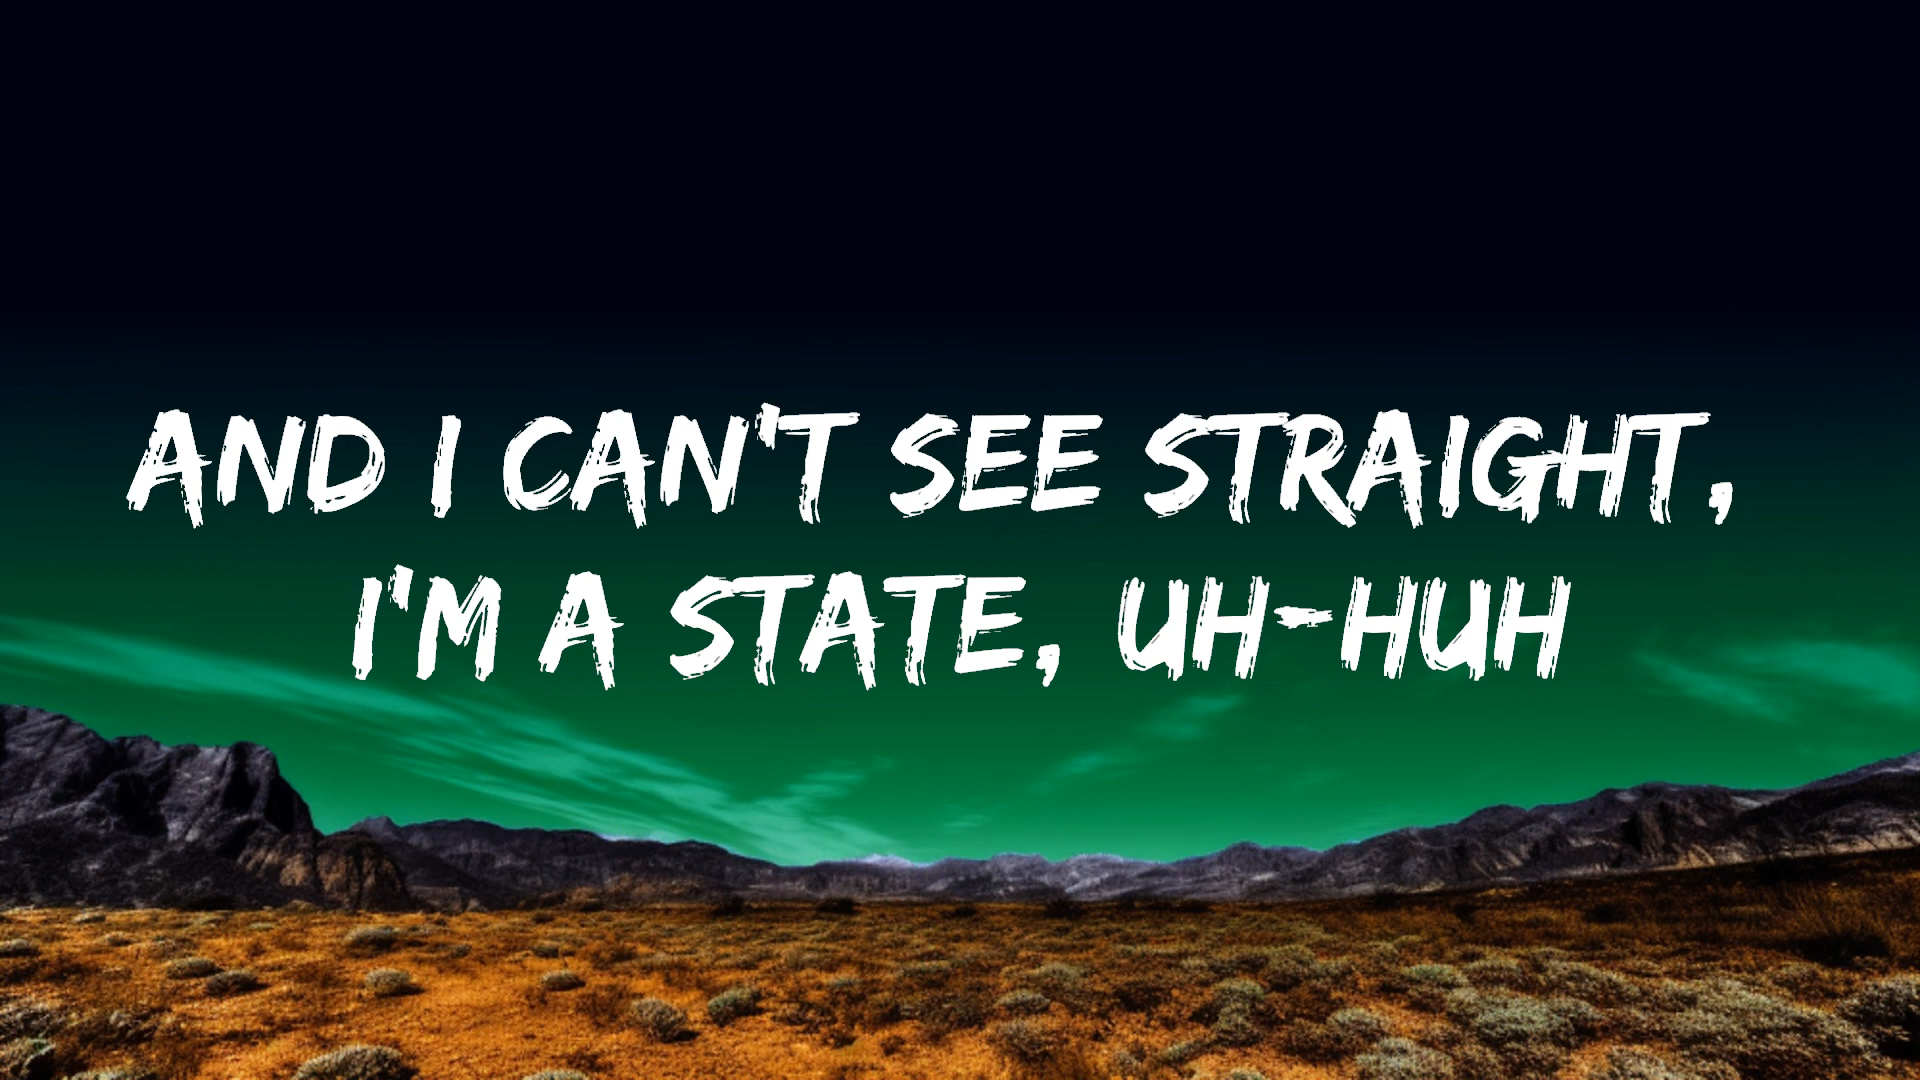 AND I CAN'T SEE STRAIGHT,
I'M A STATE, UH-HUH